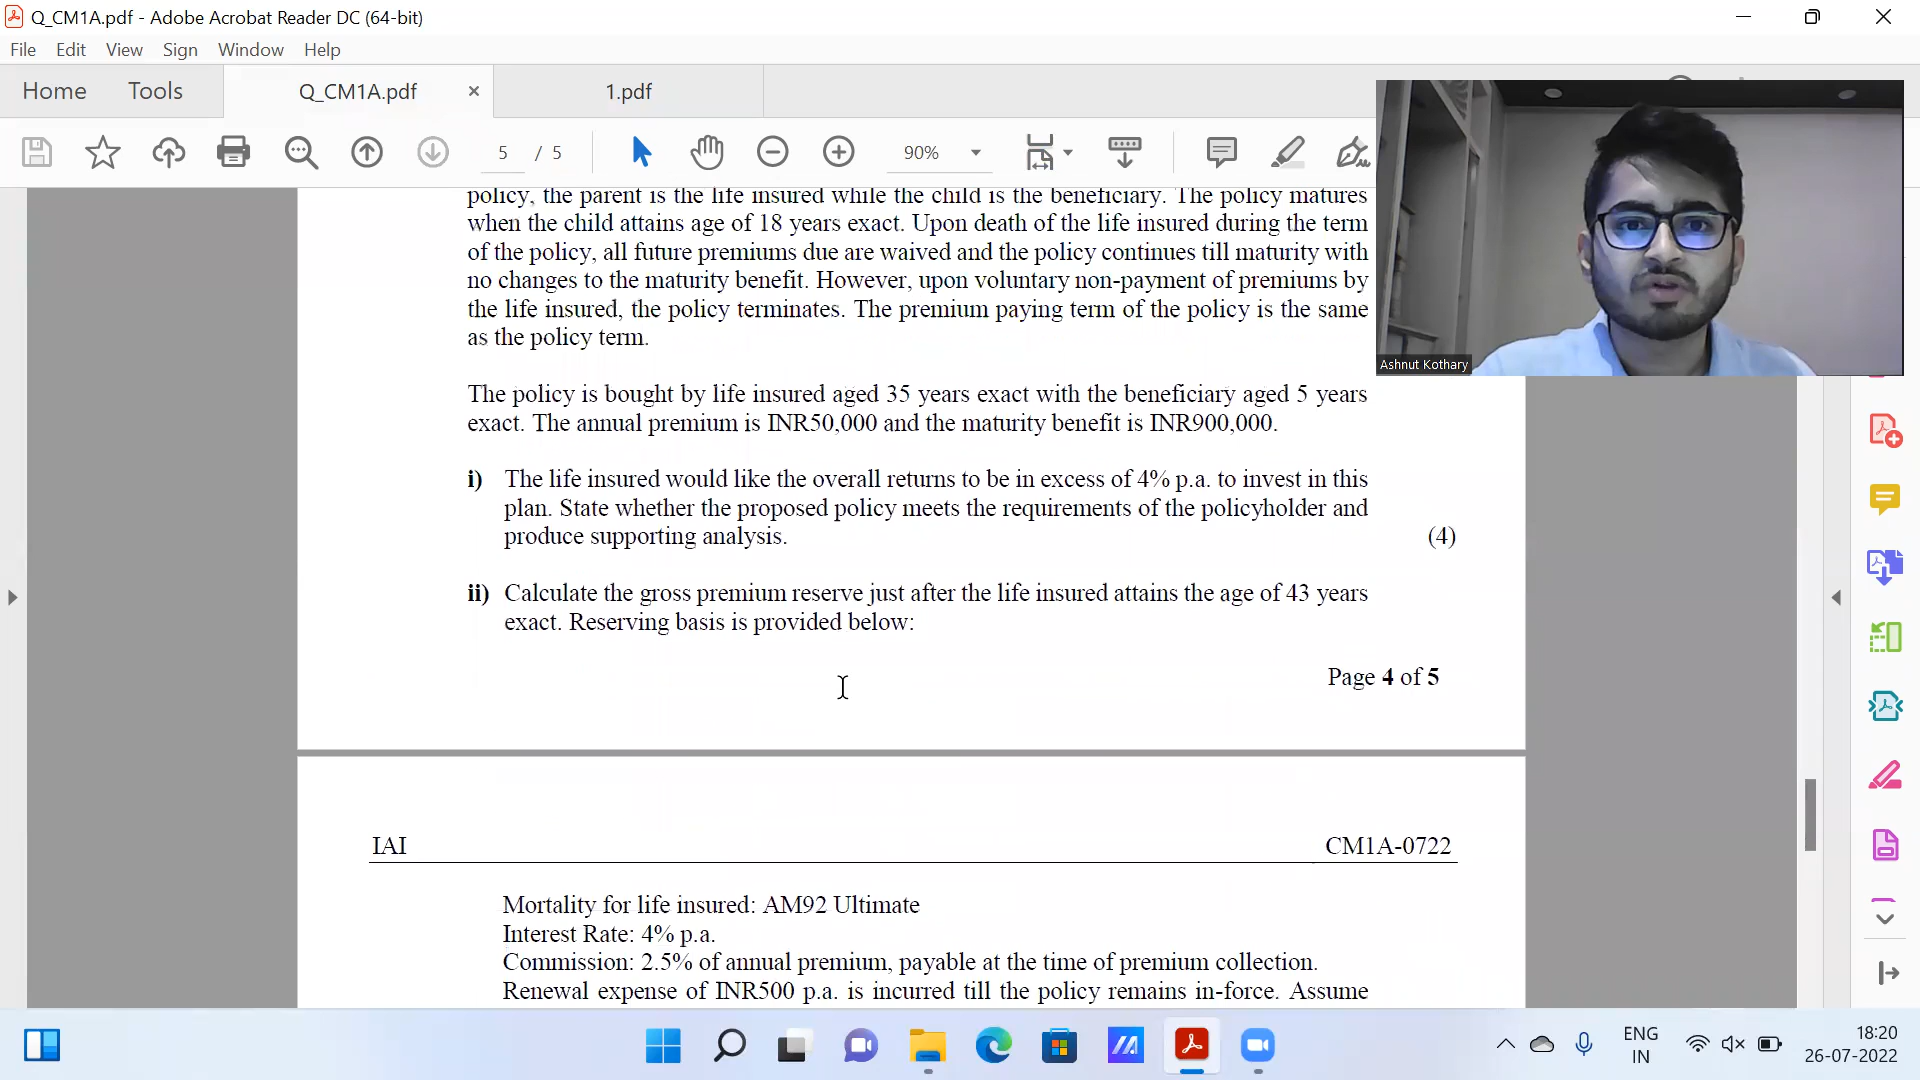 Q_CM1A.pdf - Adobe Acrobat Reader DC (64-bit)
File Edit View Sign Window Help
Home Tools Q_CM1A.pdf 1.pdf
5 / 5 90%
policy, the parent is the life insured while the child is the beneficiary. The policy matures
when the child attains age of 18 years exact. Upon death of the life insured during the term
of the policy, all future premiums due are waived and the policy continues till maturity with
no changes to the maturity benefit. However, upon voluntary non-payment of premiums by
the life insured, the policy terminates. The premium paying term of the policy is the same
as the policy term.
Ashnut Kothary
The policy is bought by life insured aged 35 years exact with the beneficiary aged 5 years
exact. The annual premium is INR50,000 and the maturity benefit is INR900,000.
i) The life insured would like the overall returns to be in excess of 4% p.a. to invest in this
plan. State whether the proposed policy meets the requirements of the policyholder and
produce supporting analysis. (4)
ii) Calculate the gross premium reserve just after the life insured attains the age of 43 years
exact. Reserving basis is provided below:
Page 4 of 5
IAI CM1A-0722
Mortality for life insured: AM92 Ultimate
Interest Rate: 4% p.a.
Commission: 2.5% of annual premium, payable at the time of premium collection.
Renewal expense of INR500 p.a. is incurred till the policy remains in-force. Assume
ENG
IN
18:20
26-07-2022